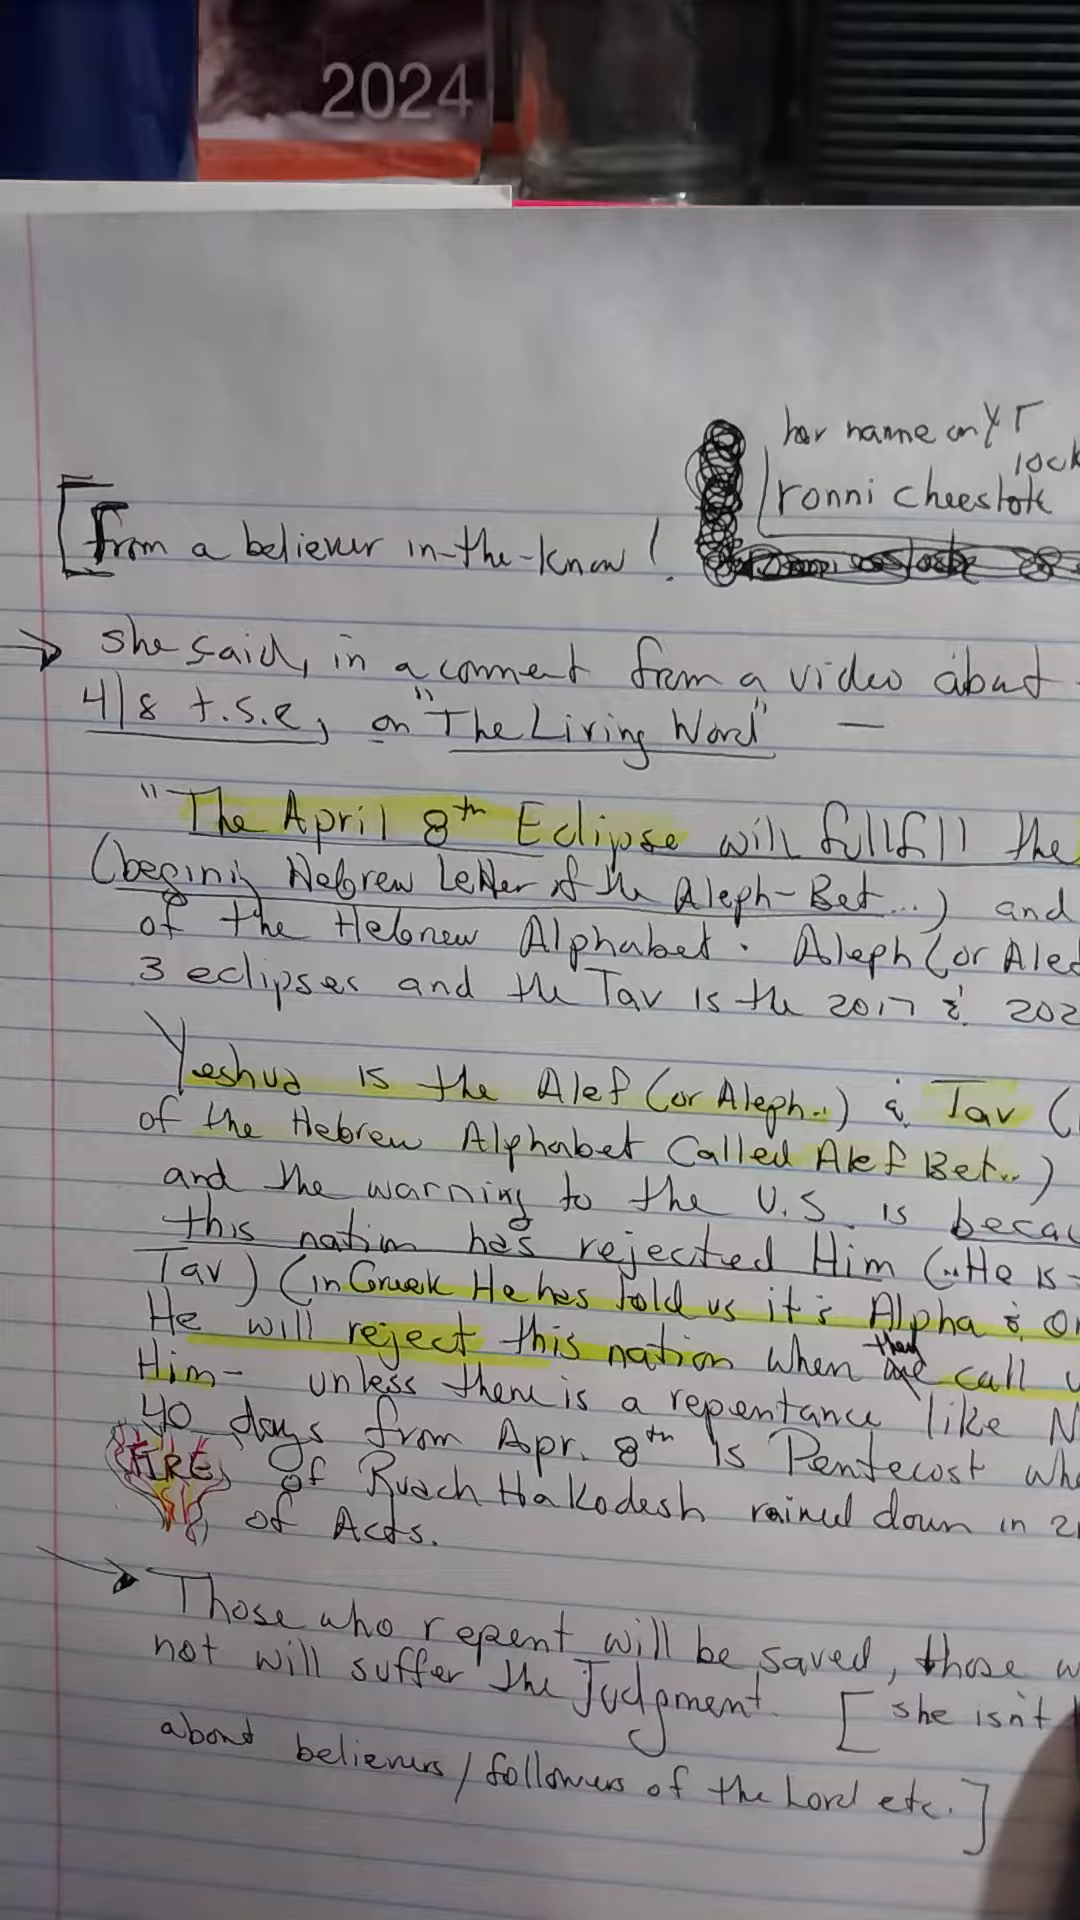 2024
her name on YT
lock
ronni cheeslok
[From a believer in-the-know!
→ she said, in a comment from a video about
4/8 t.s.e, on "The Living Word" —
"The April 8th Eclipse will fullfill the
(begining Hebrew Letter of the Aleph-Bet...) and
of the Hebrew Alphabet. Aleph (or Alec
3 eclipses and the Tav is the 2017 & 202
Yeshua is the Alef (or Aleph..) & Tav (
of the Hebrew Alphabet Called Alef Bet..)
and the warning to the U.S. is becau
this nation has rejected Him (..He is
Tav) (in Greek He has told us it's Alpha & O
He will reject this nation when they call u
Him- unless there is a repentance like N
40 days from Apr. 8th is Pentecost whe
FIRE of Ruach HaKodesh rained down in 2n
of Acts.
→ Those who repent will be saved, those w
not will suffer the Judgment. [she isn't
about believers/followers of the Lord etc.]